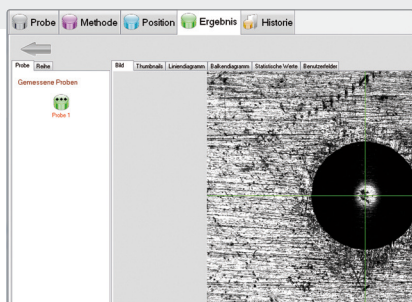 Probe Methode Position Ergebnis Historie
Probe Reihe Bild Thumbnails Liniendiagramm Balkendiagramm Statistische Werte Benutzerfelder
Gemessene Proben
Probe 1